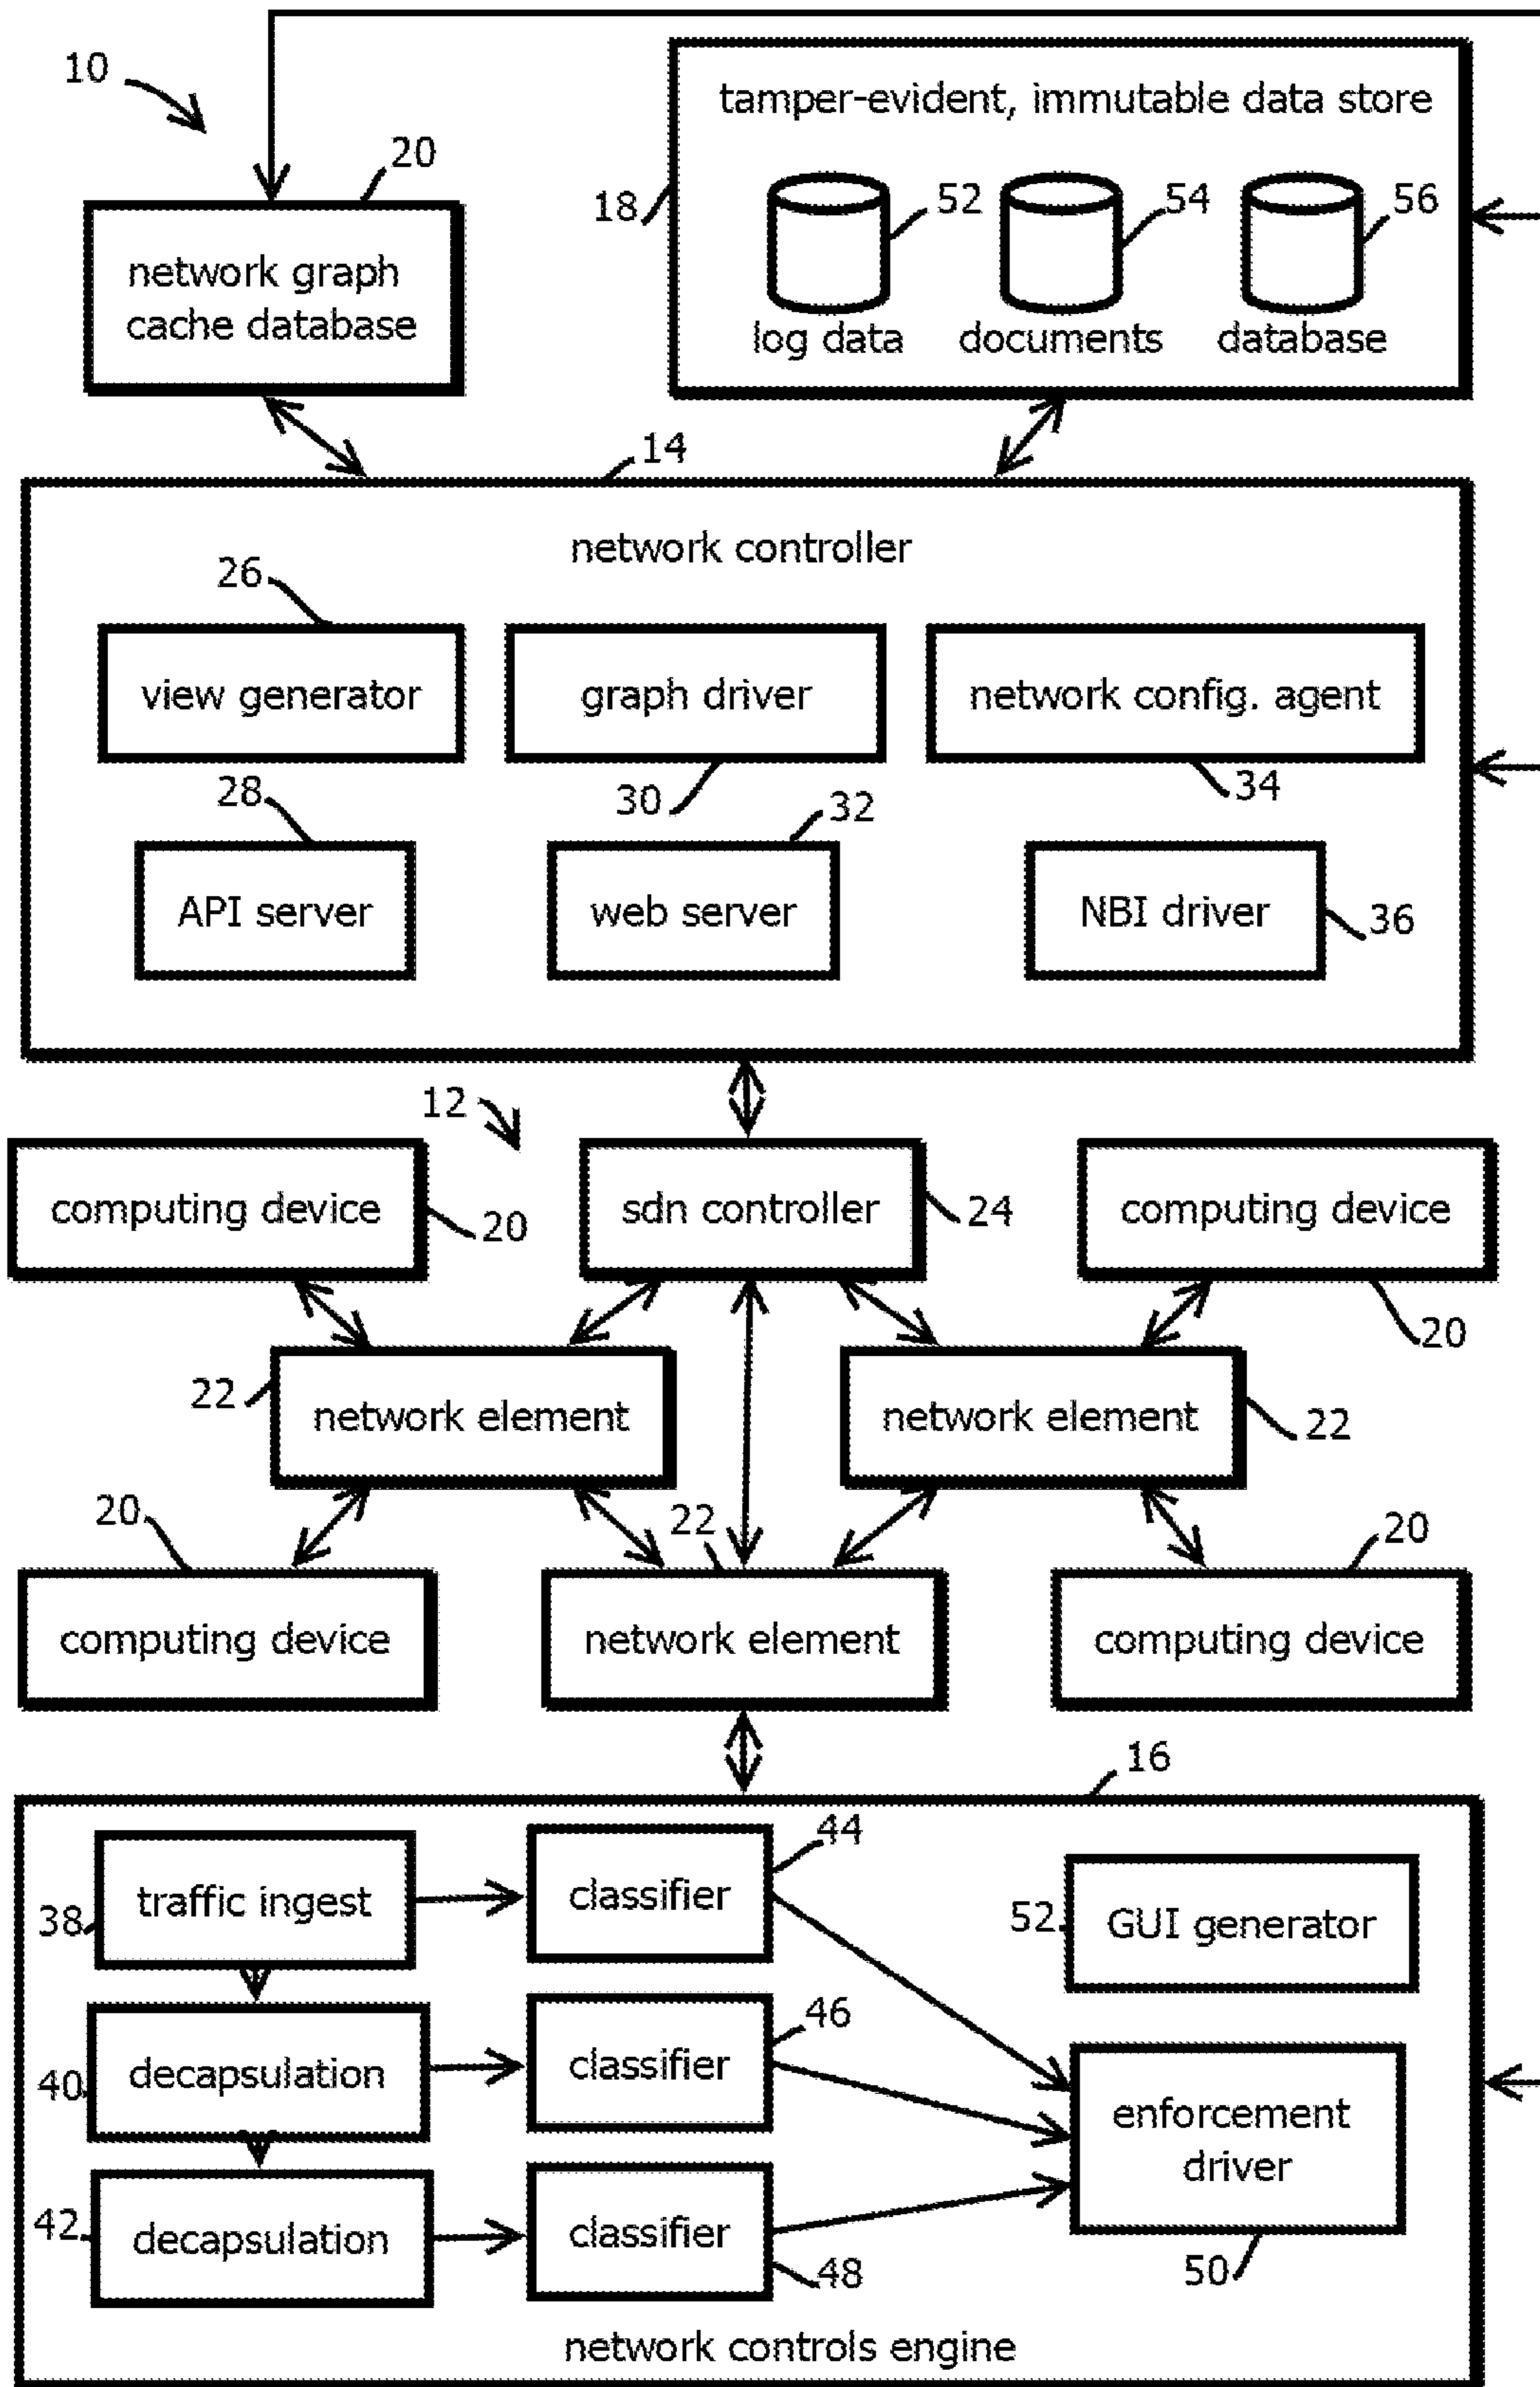 10
20
network graph
cache database
tamper-evident, immutable data store
18
52
54
56
log data
documents
database
14
network controller
26
view generator
graph driver
network config. agent
28
30
32
34
API server
web server
NBI driver
36
12
computing device
20
sdn controller
24
computing device
20
22
network element
network element
22
20
22
20
computing device
network element
computing device
16
traffic ingest
38
classifier
44
52
GUI generator
decapsulation
40
classifier
46
enforcement
driver
50
decapsulation
42
classifier
48
network controls engine